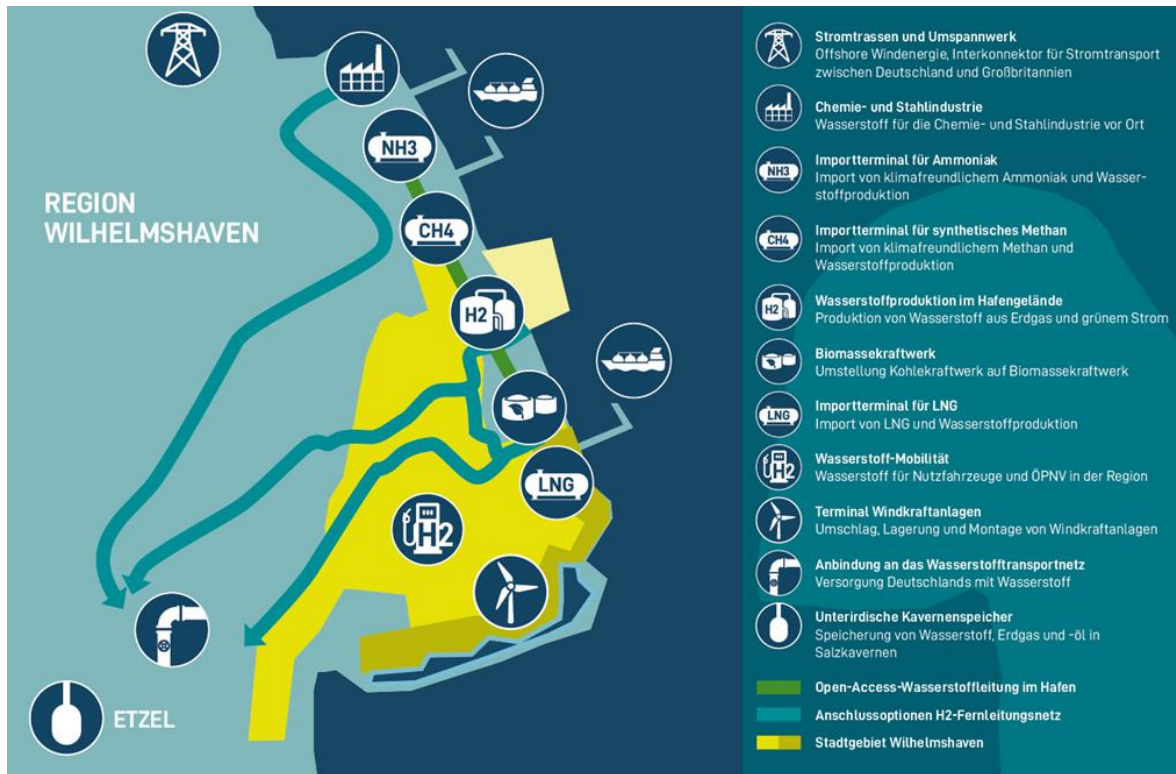 REGION
WILHELMSHAVEN
NH3
CH4
H2
LNG
H2
ETZEL
Stromtrassen und Umspannwerk
Offshore Windenergie, Interkonnektor für Stromtransport
zwischen Deutschland und Großbritannien
Chemie- und Stahlindustrie
Wasserstoff für die Chemie- und Stahlindustrie vor Ort
NH3
Importterminal für Ammoniak
Import von klimafreundlichem Ammoniak und Wasser-
stoffproduktion
CH4
Importterminal für synthetisches Methan
Import von klimafreundlichem Methan und
Wasserstoffproduktion
H2
Wasserstoffproduktion im Hafengelände
Produktion von Wasserstoff aus Erdgas und grünem Strom
Biomassekraftwerk
Umstellung Kohlekraftwerk auf Biomassekraftwerk
LNG
Importterminal für LNG
Import von LNG und Wasserstoffproduktion
H2
Wasserstoff-Mobilität
Wasserstoff für Nutzfahrzeuge und ÖPNV in der Region
Terminal Windkraftanlagen
Umschlag, Lagerung und Montage von Windkraftanlagen
Anbindung an das Wasserstofftransportnetz
Versorgung Deutschlands mit Wasserstoff
Unterirdische Kavernenspeicher
Speicherung von Wasserstoff, Erdgas und -öl in
Salzkavernen
Open-Access-Wasserstoffleitung im Hafen
Anschlussoptionen H2-Fernleitungsnetz
Stadtgebiet Wilhelmshaven